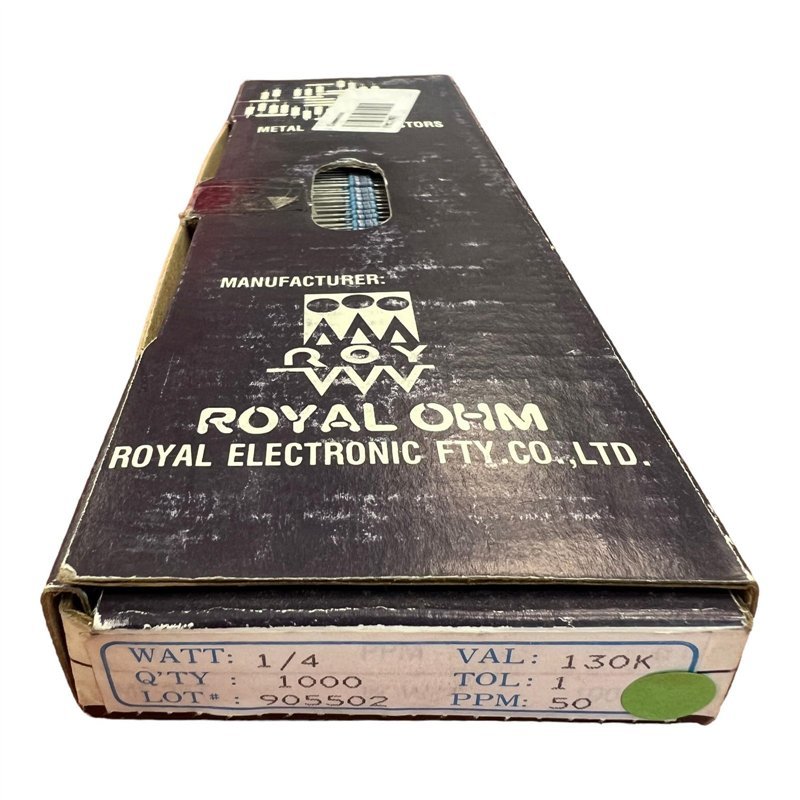 METAL
MANUFACTURER:
ROY
ROYAL OHM
ROYAL ELECTRONIC FTY.CO.,LTD.
WATT: 1/4 VAL: 130K
Q'TY : 1000 TOL: 1
LOT# : 905502 PPM: 50